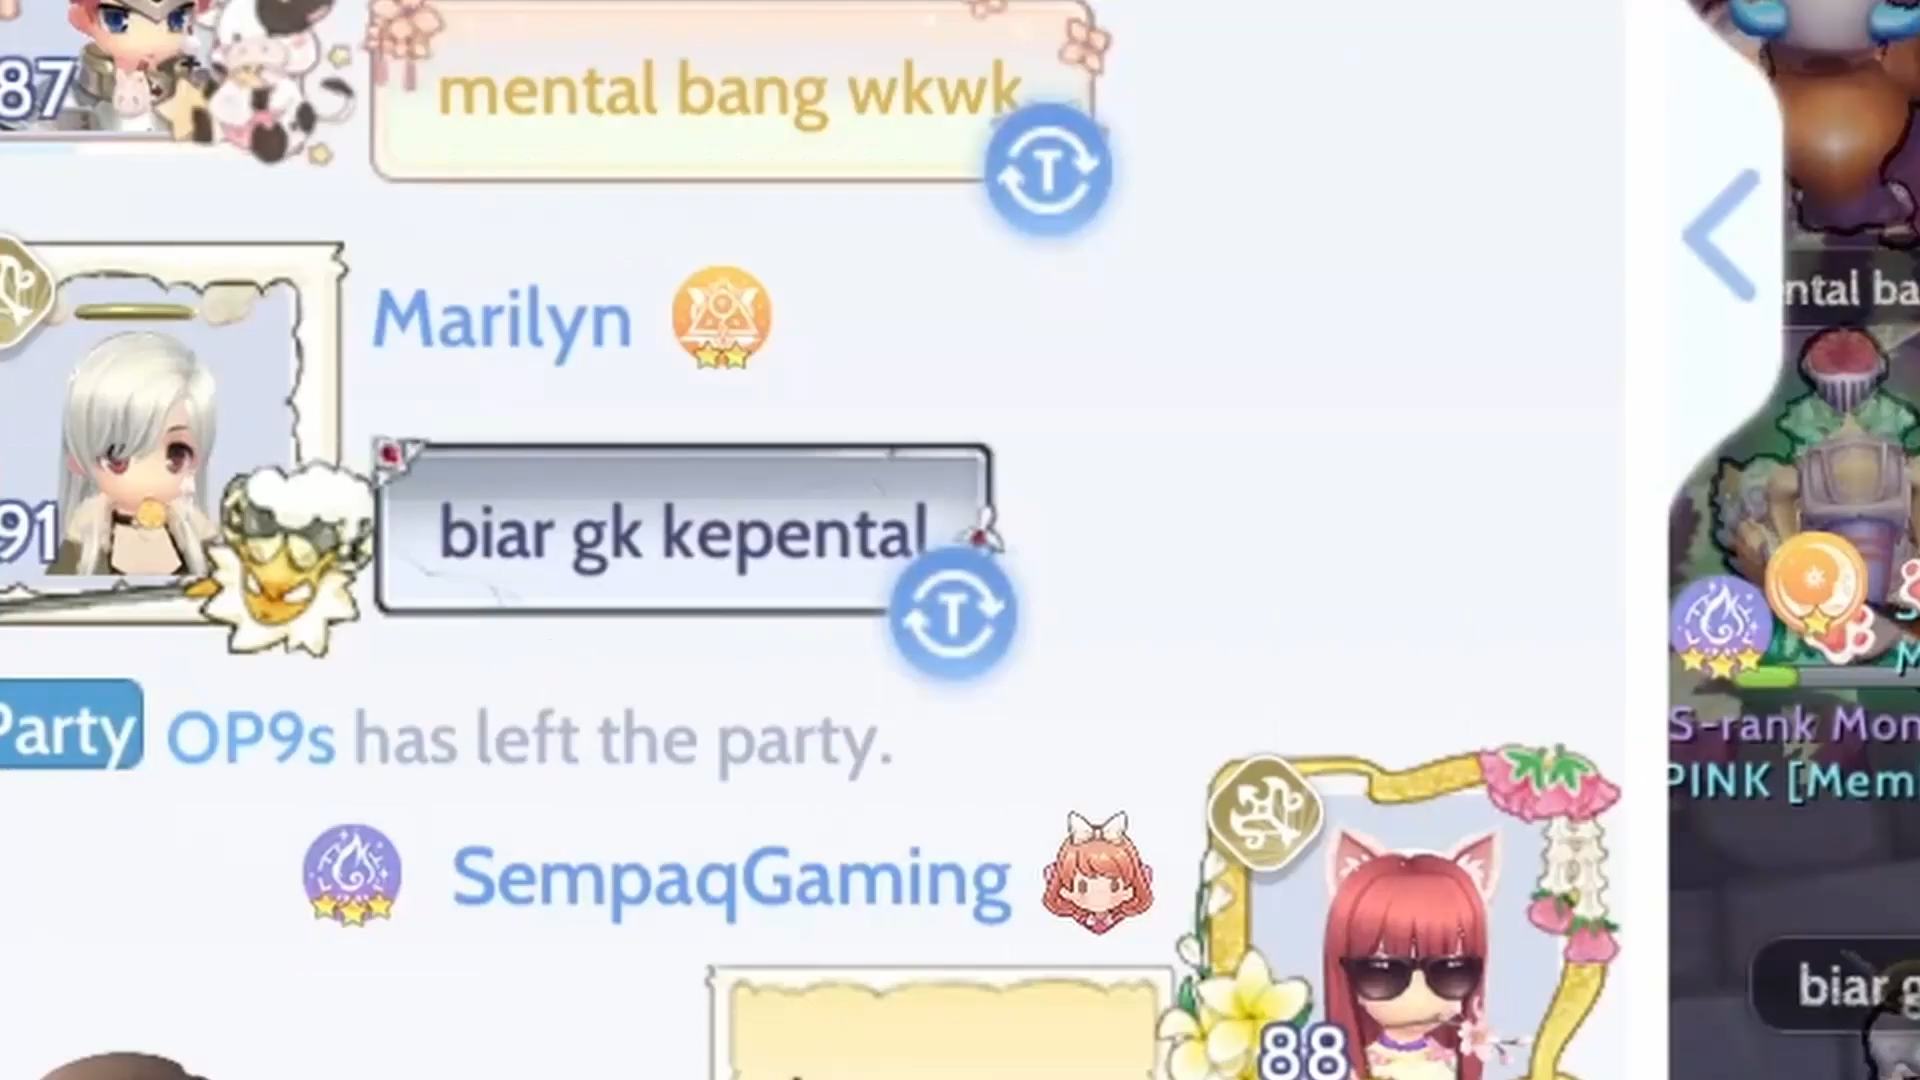 87
mental bang wkwk
T
Marilyn
91
biar gk kepental
T
Party OP9s has left the party.
SempaqGaming
88
ntal ba
S-rank Mon
PINK [Mem
biar g